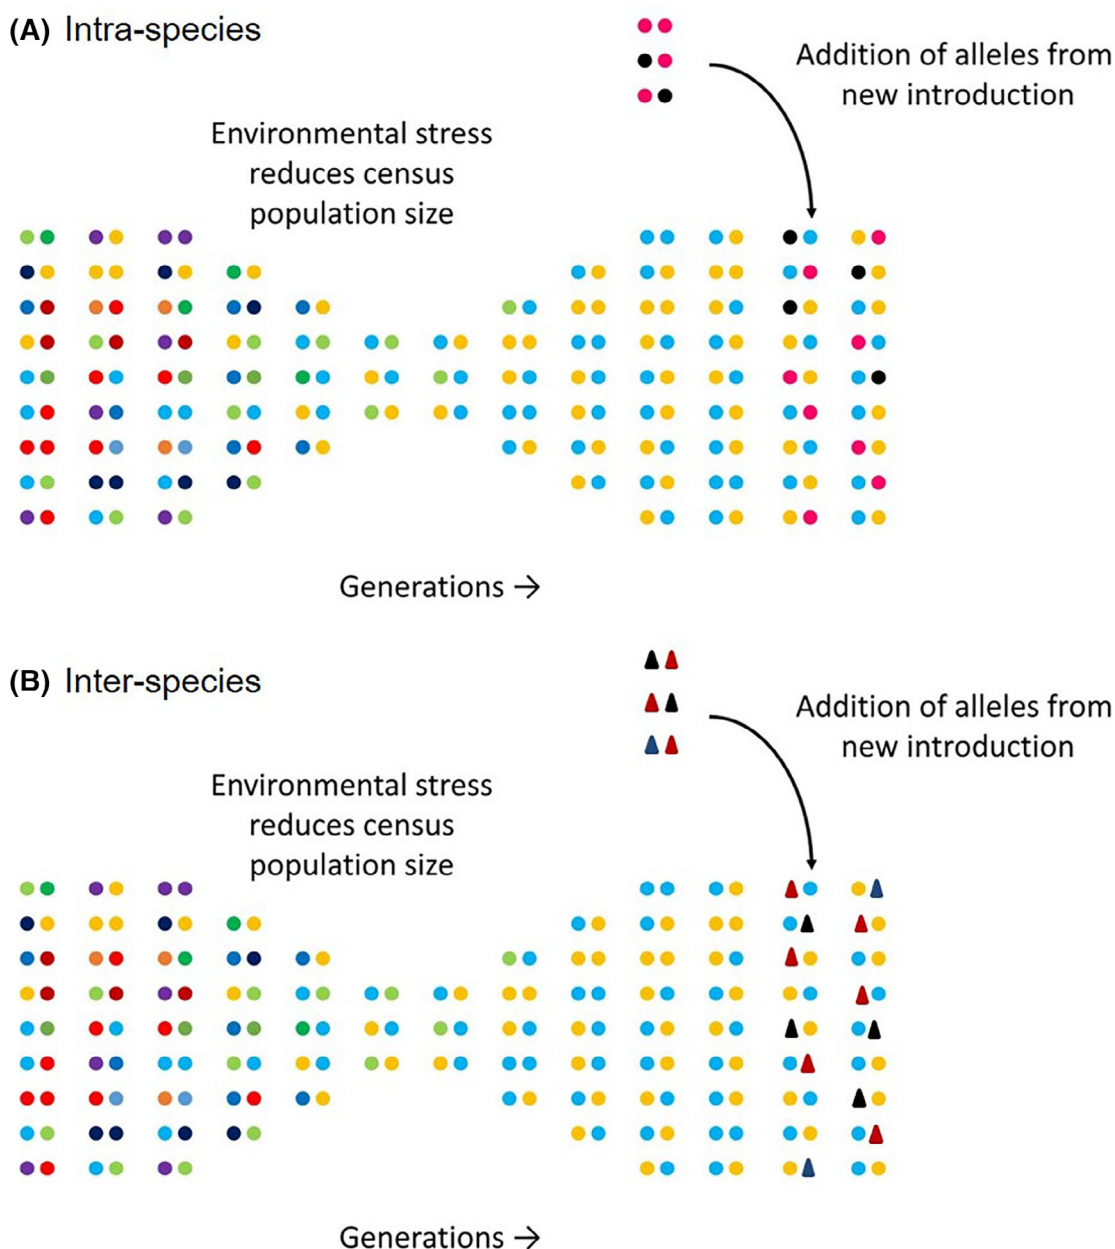 (A) Intra-species
Addition of alleles from
new introduction
Environmental stress
reduces census
population size
Generations →
(B) Inter-species
Addition of alleles from
new introduction
Environmental stress
reduces census
population size
Generations →